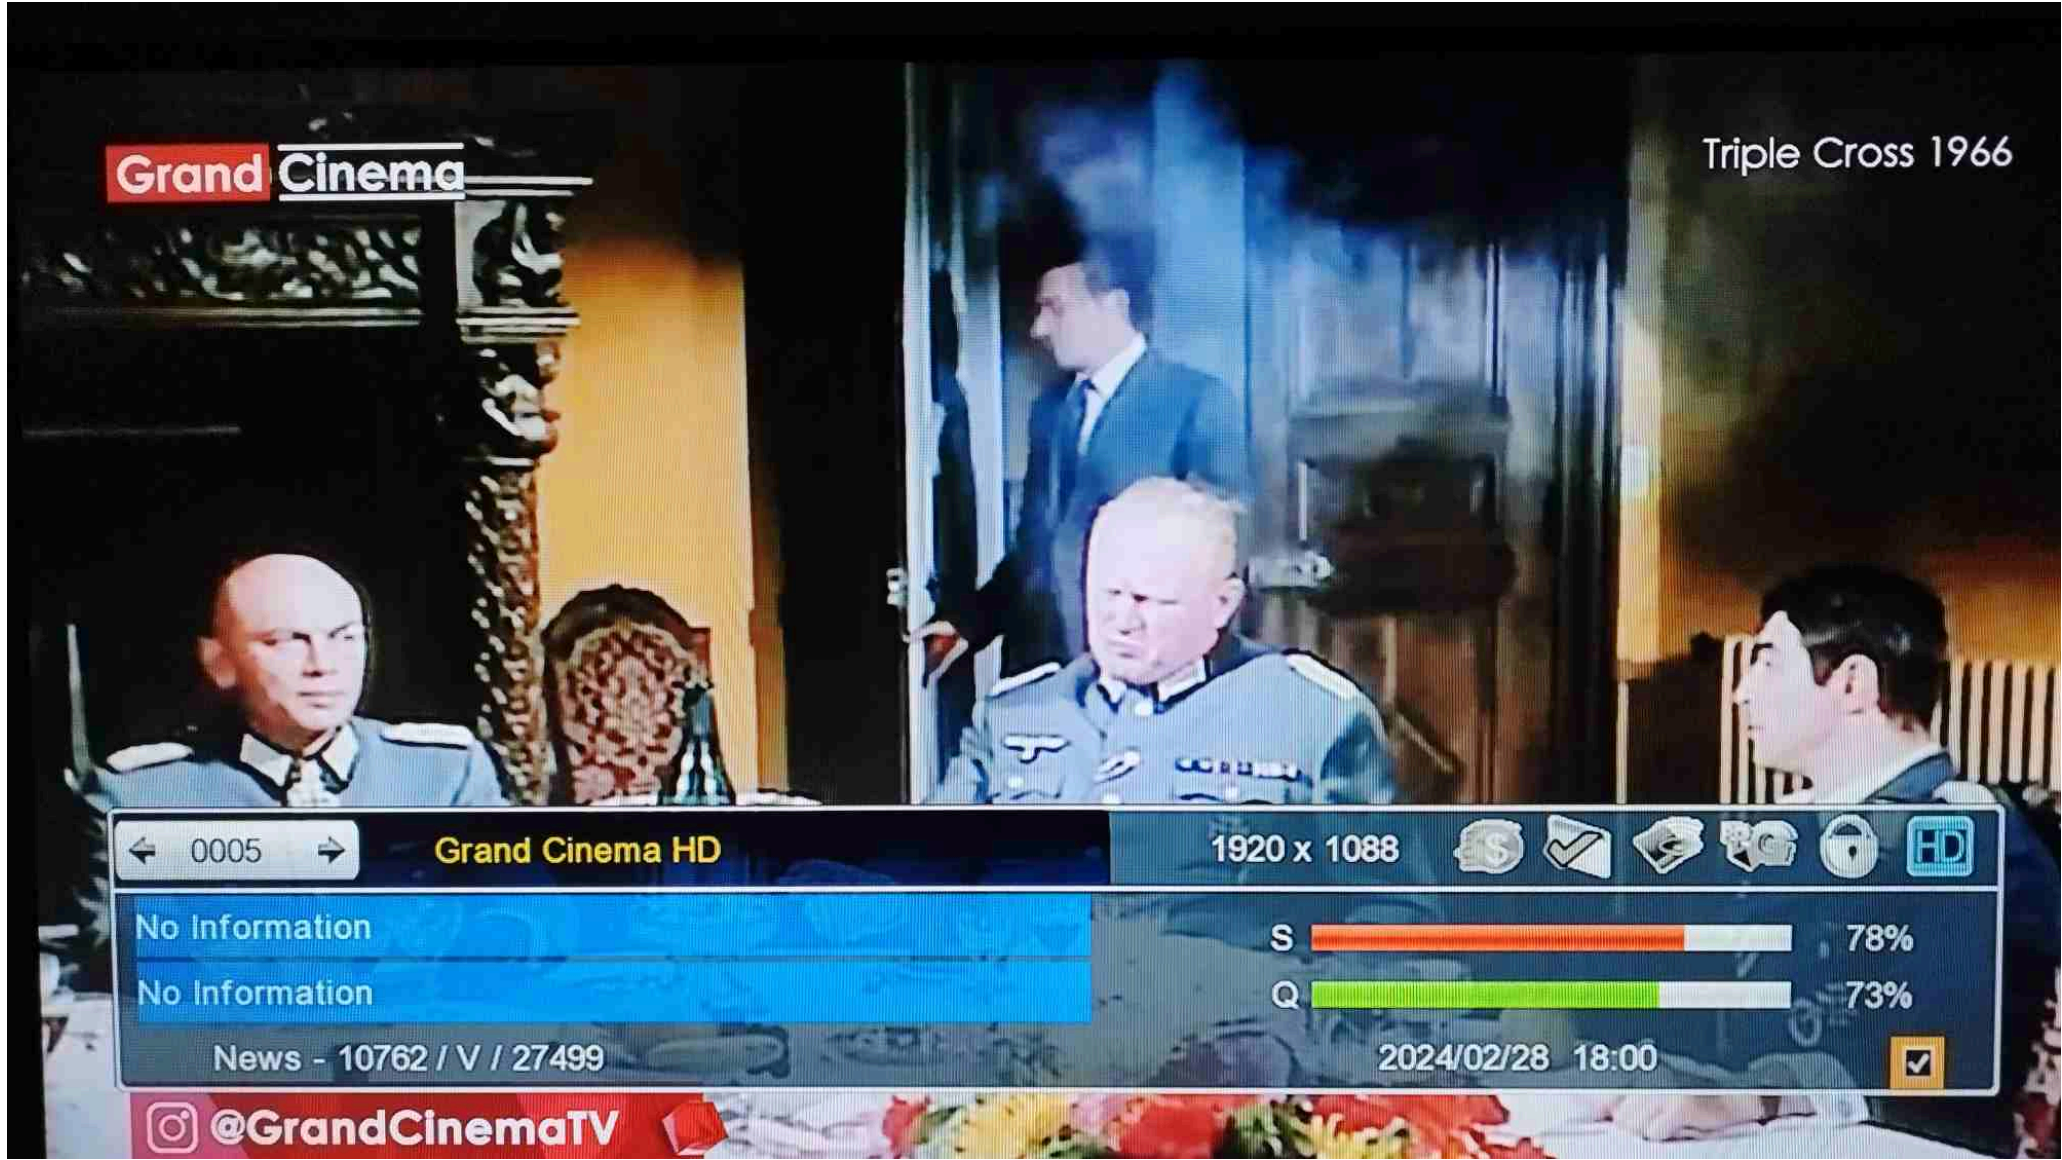 Grand Cinema
Triple Cross 1966
0005
Grand Cinema HD
1920 x 1088
HD
No Information
S 78%
No Information
Q 73%
News - 10762 / V / 27499
2024/02/28 18:00
@GrandCinemaTV